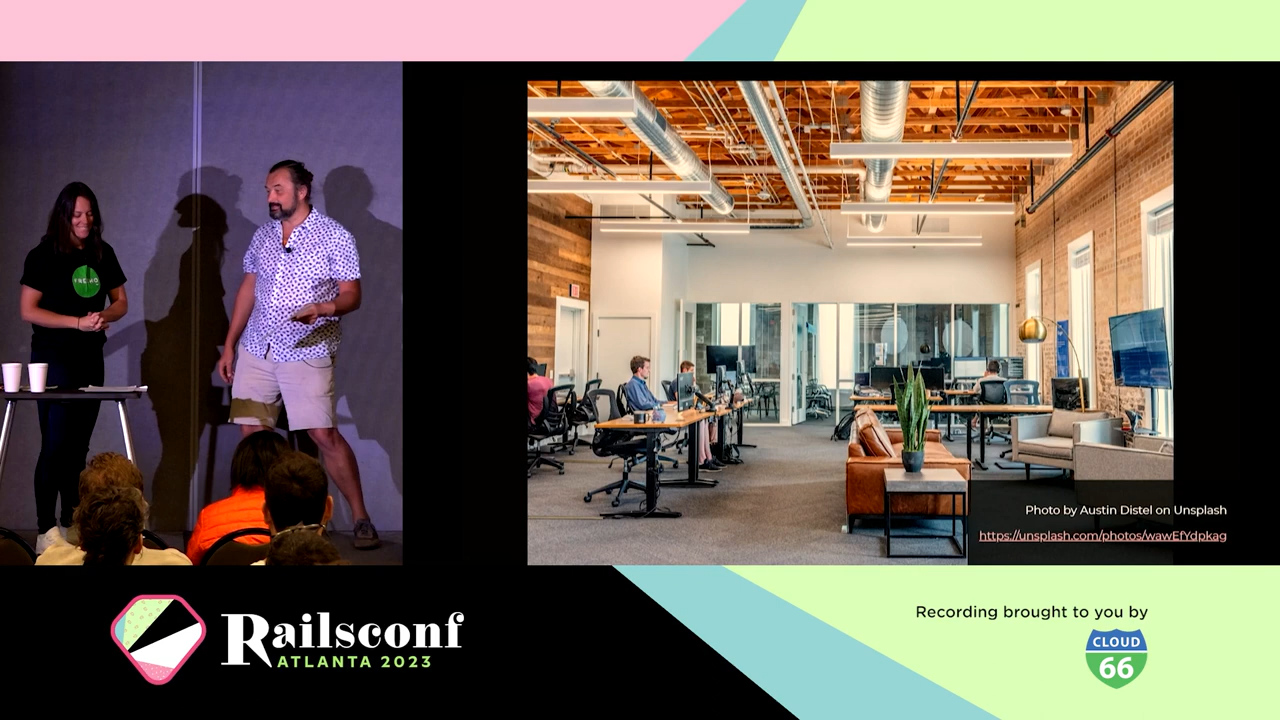 Photo by Austin Distel on Unsplash
https://unsplash.com/photos/wawEfYdpkag
Railsconf
ATLANTA 2023
Recording brought to you by
CLOUD
66